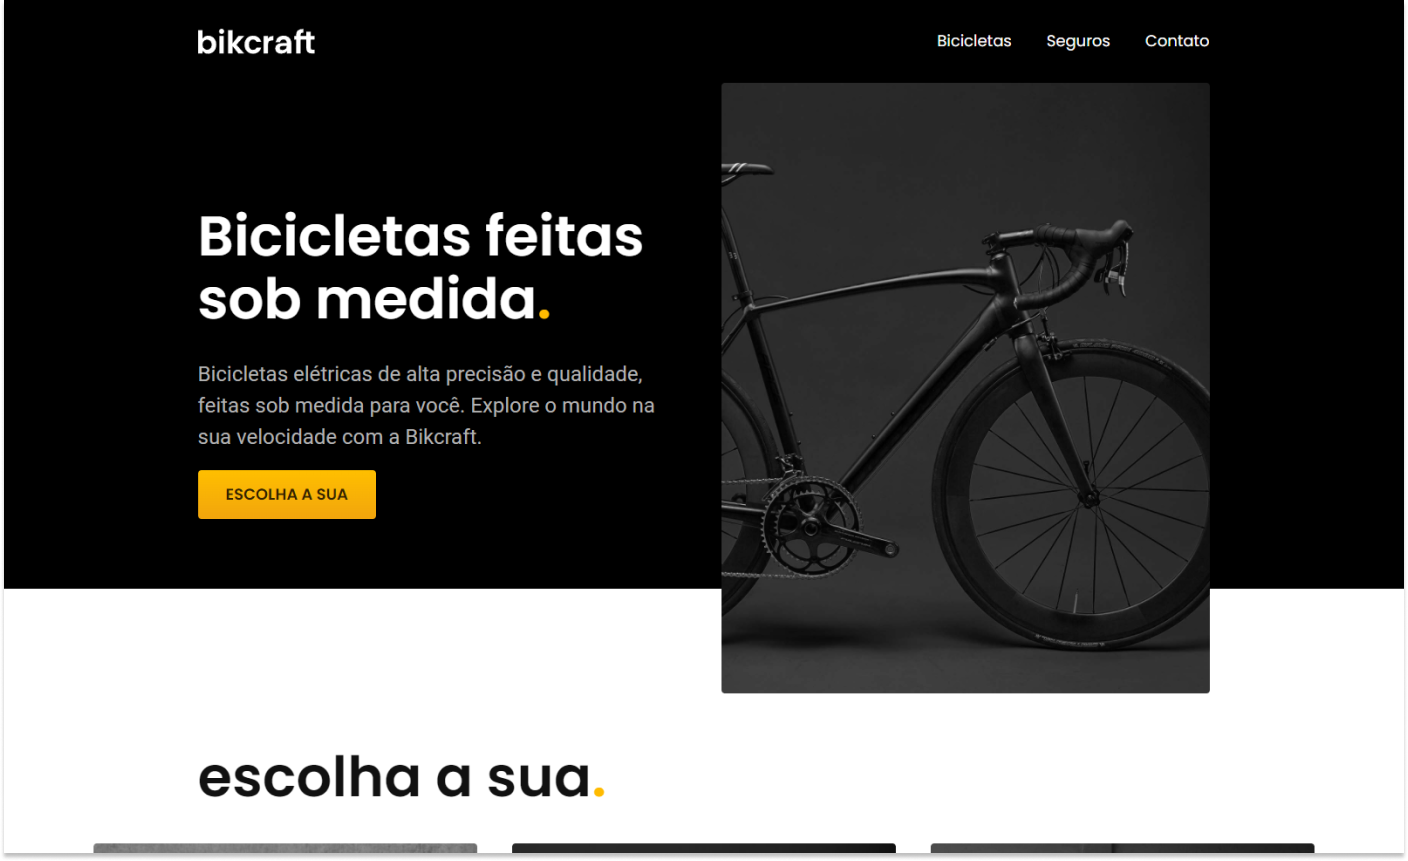 bikcraft
Bicicletas
Seguros
Contato
Bicicletas feitas
sob medida.
Bicicletas elétricas de alta precisão e qualidade,
feitas sob medida para você. Explore o mundo na
sua velocidade com a Bikcraft.
ESCOLHA A SUA
escolha a sua.